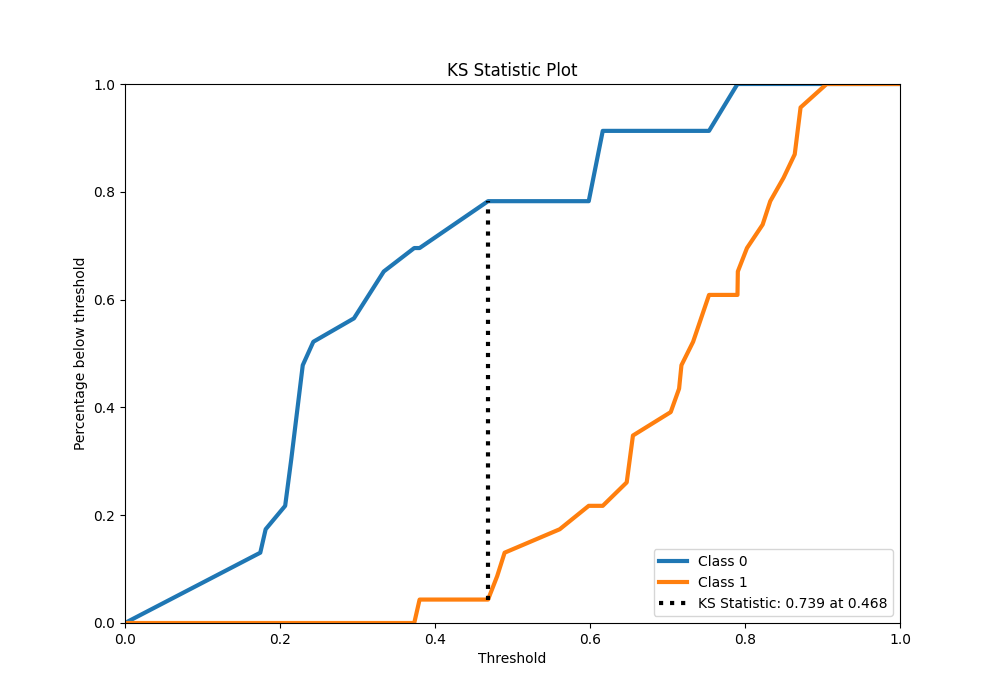 KS Statistic Plot
Percentage below threshold
1.0
0.8
0.6
0.4
0.2
0.0
0.0 0.2 0.4 0.6 0.8 1.0
Threshold
Class 0
Class 1
KS Statistic: 0.739 at 0.468